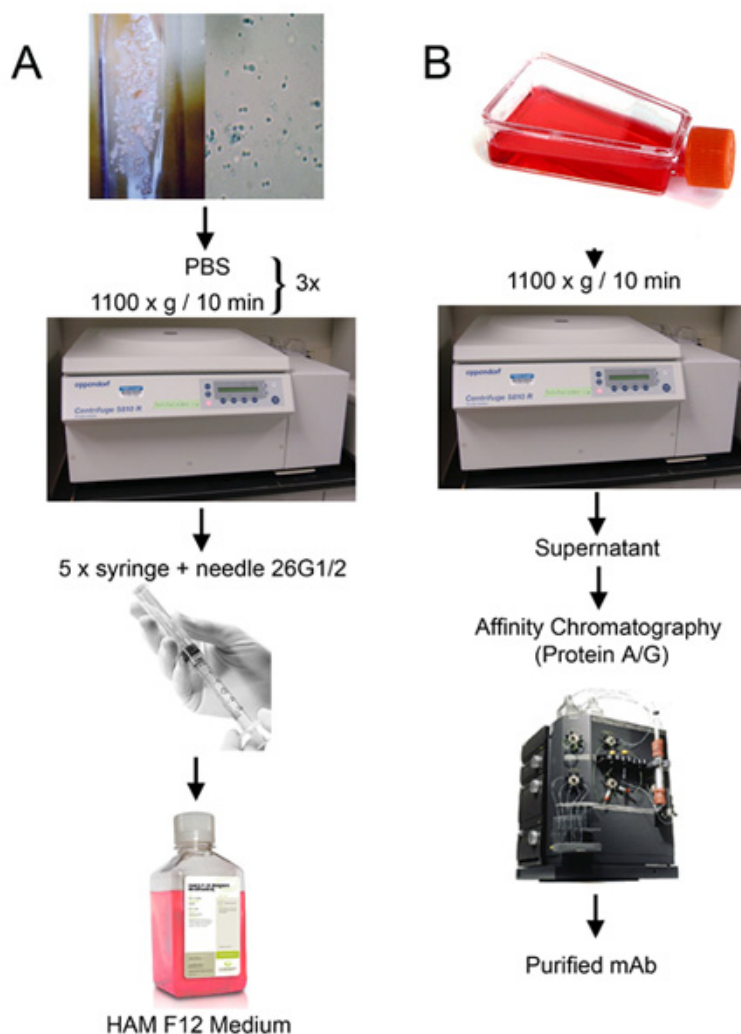 A
B
PBS
1100 x g / 10 min
} 3x
1100 x g / 10 min
eppendorf
Centrifuge 5810 R
eppendorf
Centrifuge 5810 R
5 x syringe + needle 26G1/2
Supernatant
Affinity Chromatography
(Protein A/G)
HAM F12 Medium
Purified mAb